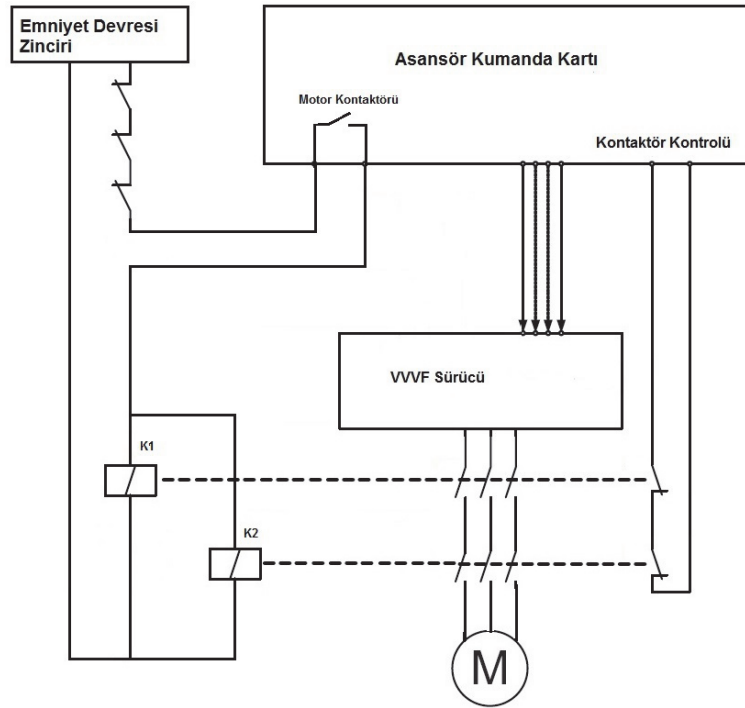 Emniyet Devresi
Zinciri
Asansör Kumanda Kartı
Motor Kontaktörü
Kontaktör Kontrolü
VVVF Sürücü
K1
K2
M